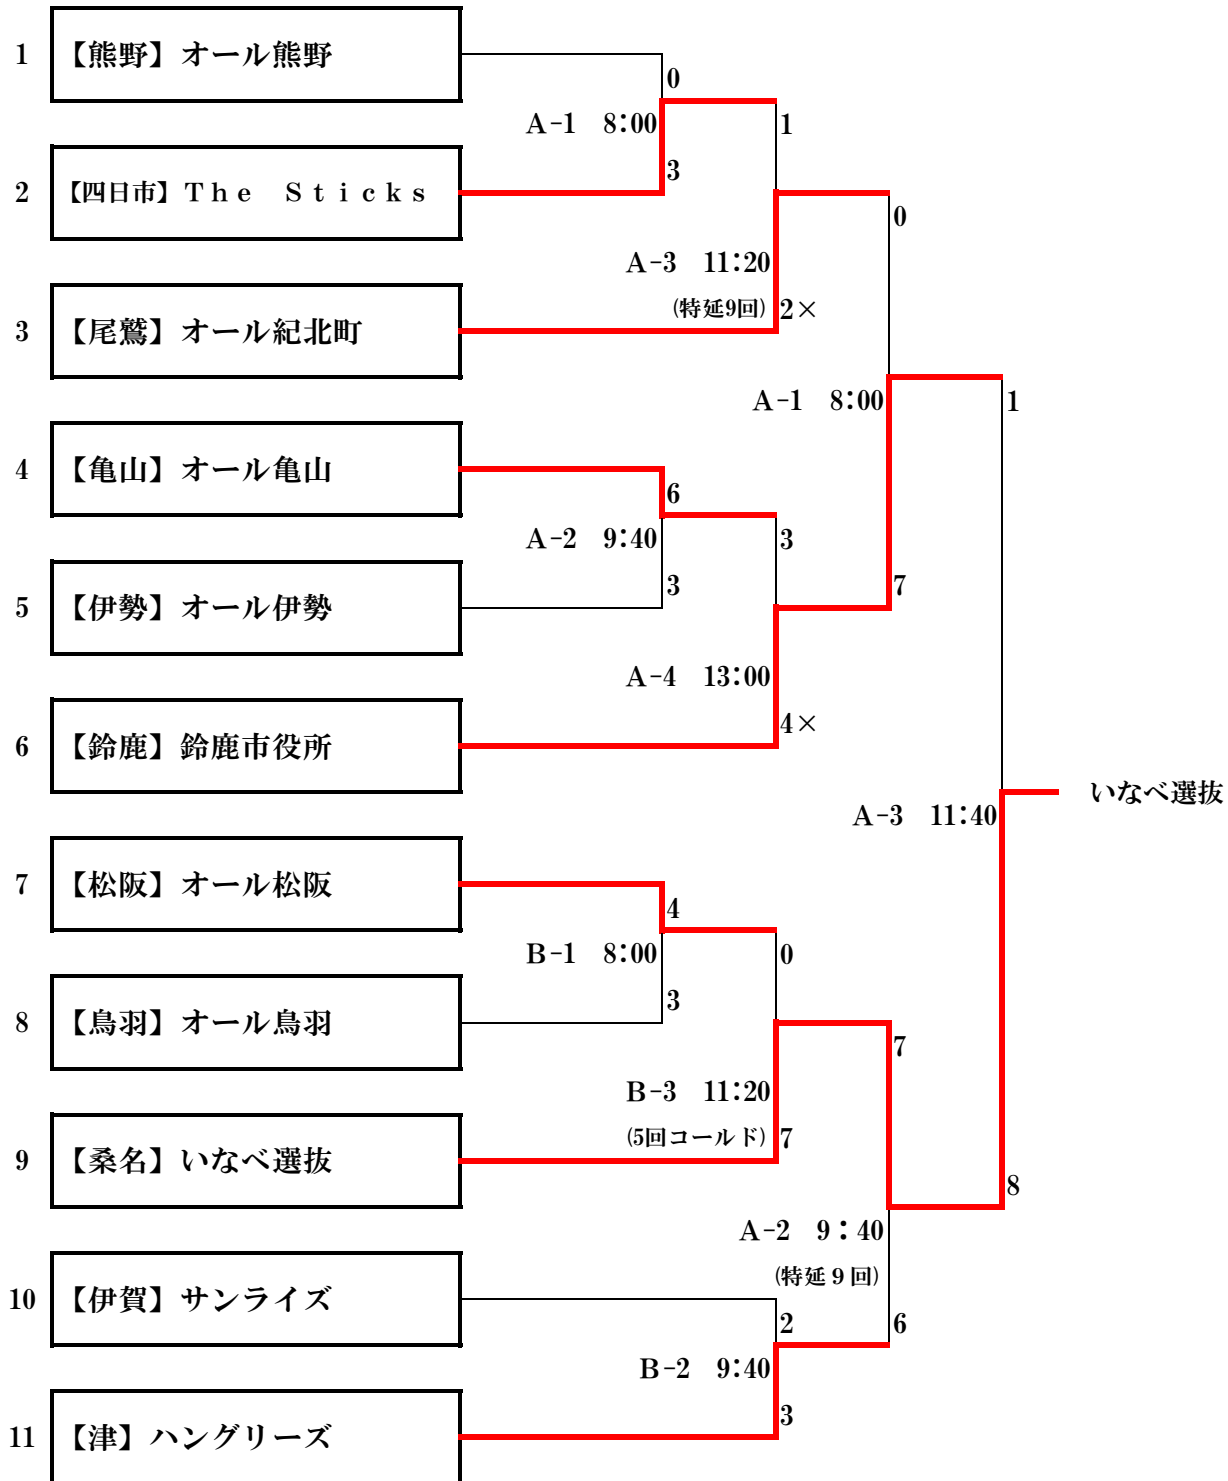 1 【熊野】オール熊野
0
A-1 8:00
1
3
2 【四日市】Ｔｈｅ Ｓｔｉｃｋｓ
0
A-3 11:20
(特延9回) 2×
3 【尾鷲】オール紀北町
A-1 8:00
1
4 【亀山】オール亀山
6
A-2 9:40
3
3
7
5 【伊勢】オール伊勢
A-4 13:00
4×
6 【鈴鹿】鈴鹿市役所
いなべ選抜
A-3 11:40
7 【松阪】オール松阪
4
B-1 8:00
0
3
8 【鳥羽】オール鳥羽
7
B-3 11:20
(5回コールド) 7
9 【桑名】いなべ選抜
8
A-2 9：40
(特延９回)
10 【伊賀】サンライズ
2
6
B-2 9:40
3
11 【津】ハングリーズ